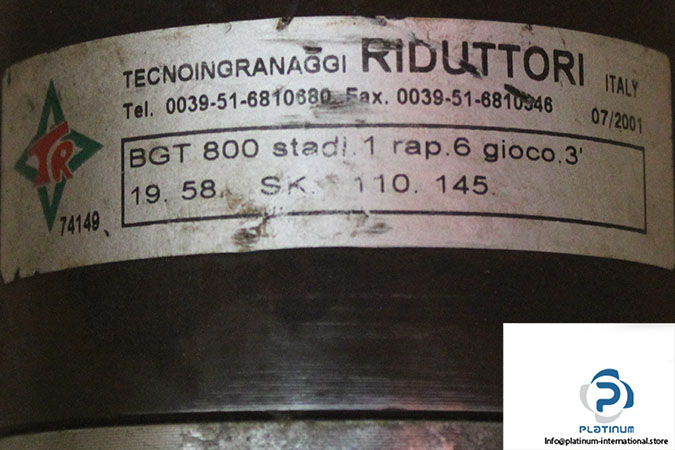 TECNOINGRANAGGI RIDUTTORI ITALY
Tel. 0039-51-6810680 Fax. 0039-51-6810946
07/2001
TR
BGT 800 stadi.1 rap.6 gioco.3'
19. 58. SK. 110. 145.
74149
PLATINUM
Info@platinum-international.store